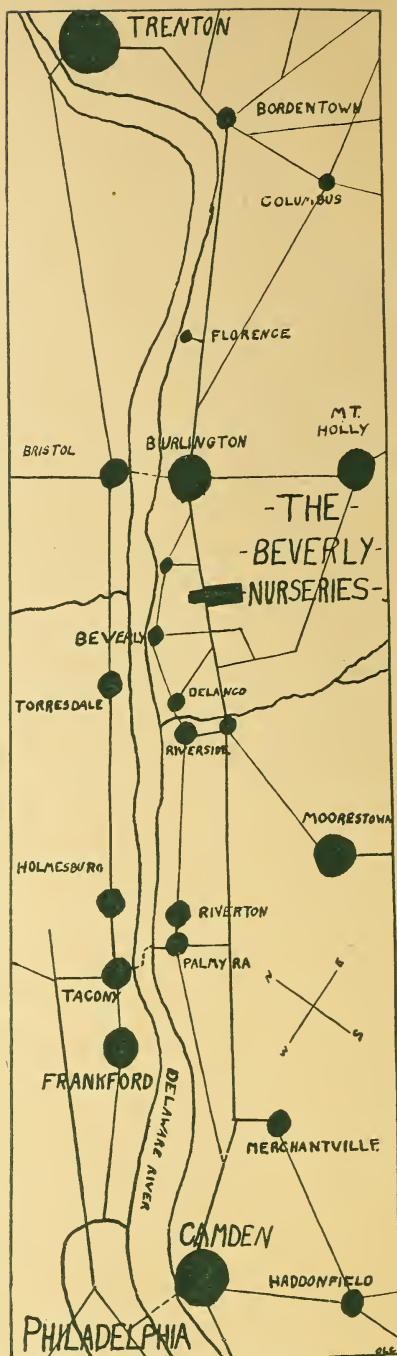 TRENTON
BORDENTOWN
COLUMBUS
FLORENCE
MT.
HOLLY
BRISTOL
BURLINGTON
-THE-
-BEVERLY-
-NURSERIES-
BEVERLY
DELANCO
TORRESDALE
RIVERSIDE
MOORESTOWN
HOLMESBURG
RIVERTON
PALMYRA
N
E
TACONY
W
S
FRANKFORD
DELAWARE RIVER
MERCHANTVILLE
CAMDEN
HADDONFIELD
PHILADELPHIA